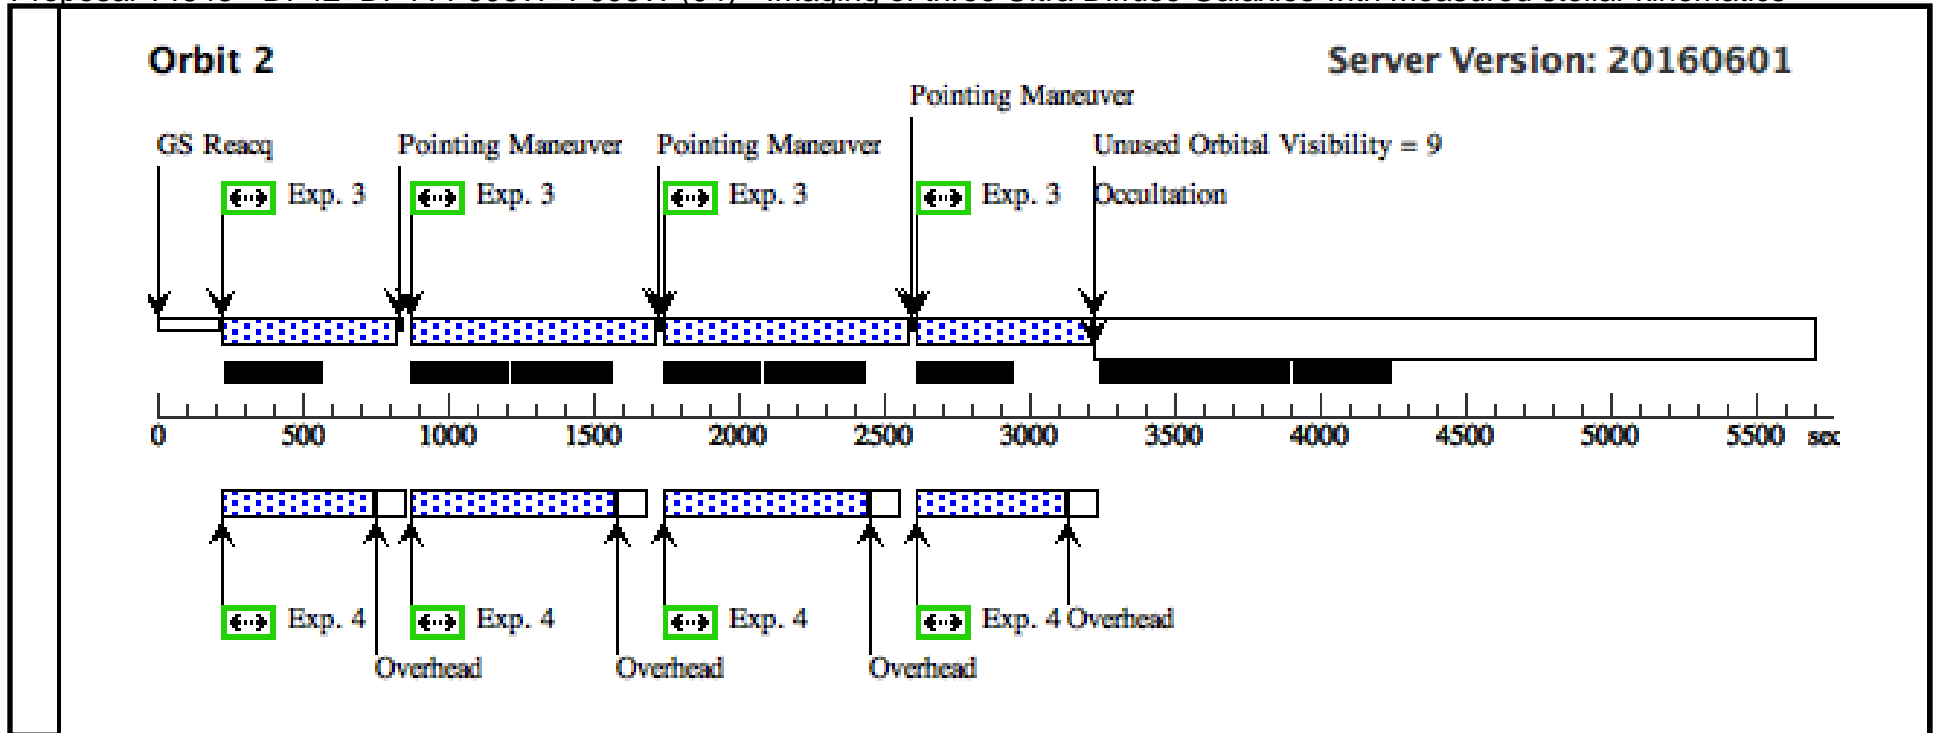 Orbit 2
Server Version: 20160601
Pointing Maneuver
GS Reacq Pointing Maneuver Pointing Maneuver Unused Orbital Visibility = 9
Exp. 3 Exp. 3 Exp. 3 Exp. 3 Occultation
0 500 1000 1500 2000 2500 3000 3500 4000 4500 5000 5500 sec
Exp. 4 Exp. 4 Exp. 4 Exp. 4 Overhead
Overhead Overhead Overhead